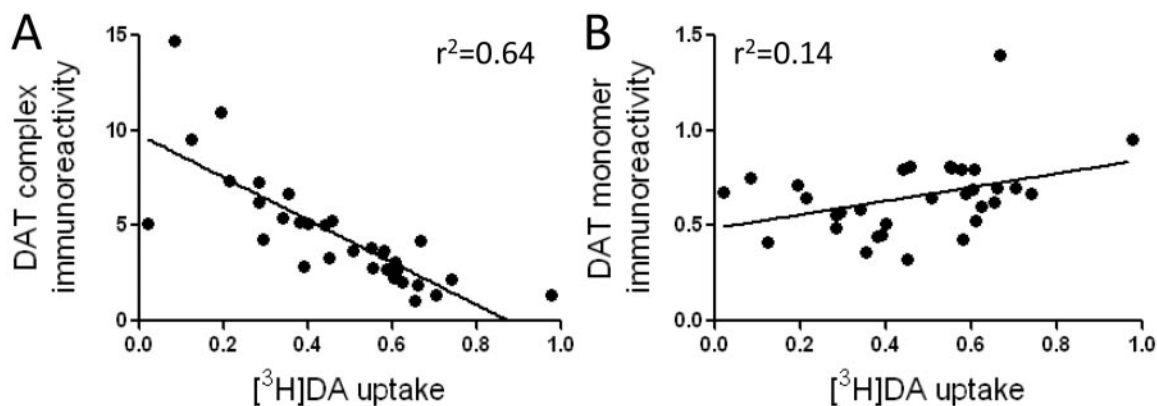 A
r²=0.64
DAT complex
immunoreactivity
15
10
5
0
0.0 0.2 0.4 0.6 0.8 1.0
[³H]DA uptake
B
r²=0.14
DAT monomer
immunoreactivity
1.5
1.0
0.5
0.0
0.0 0.2 0.4 0.6 0.8 1.0
[³H]DA uptake